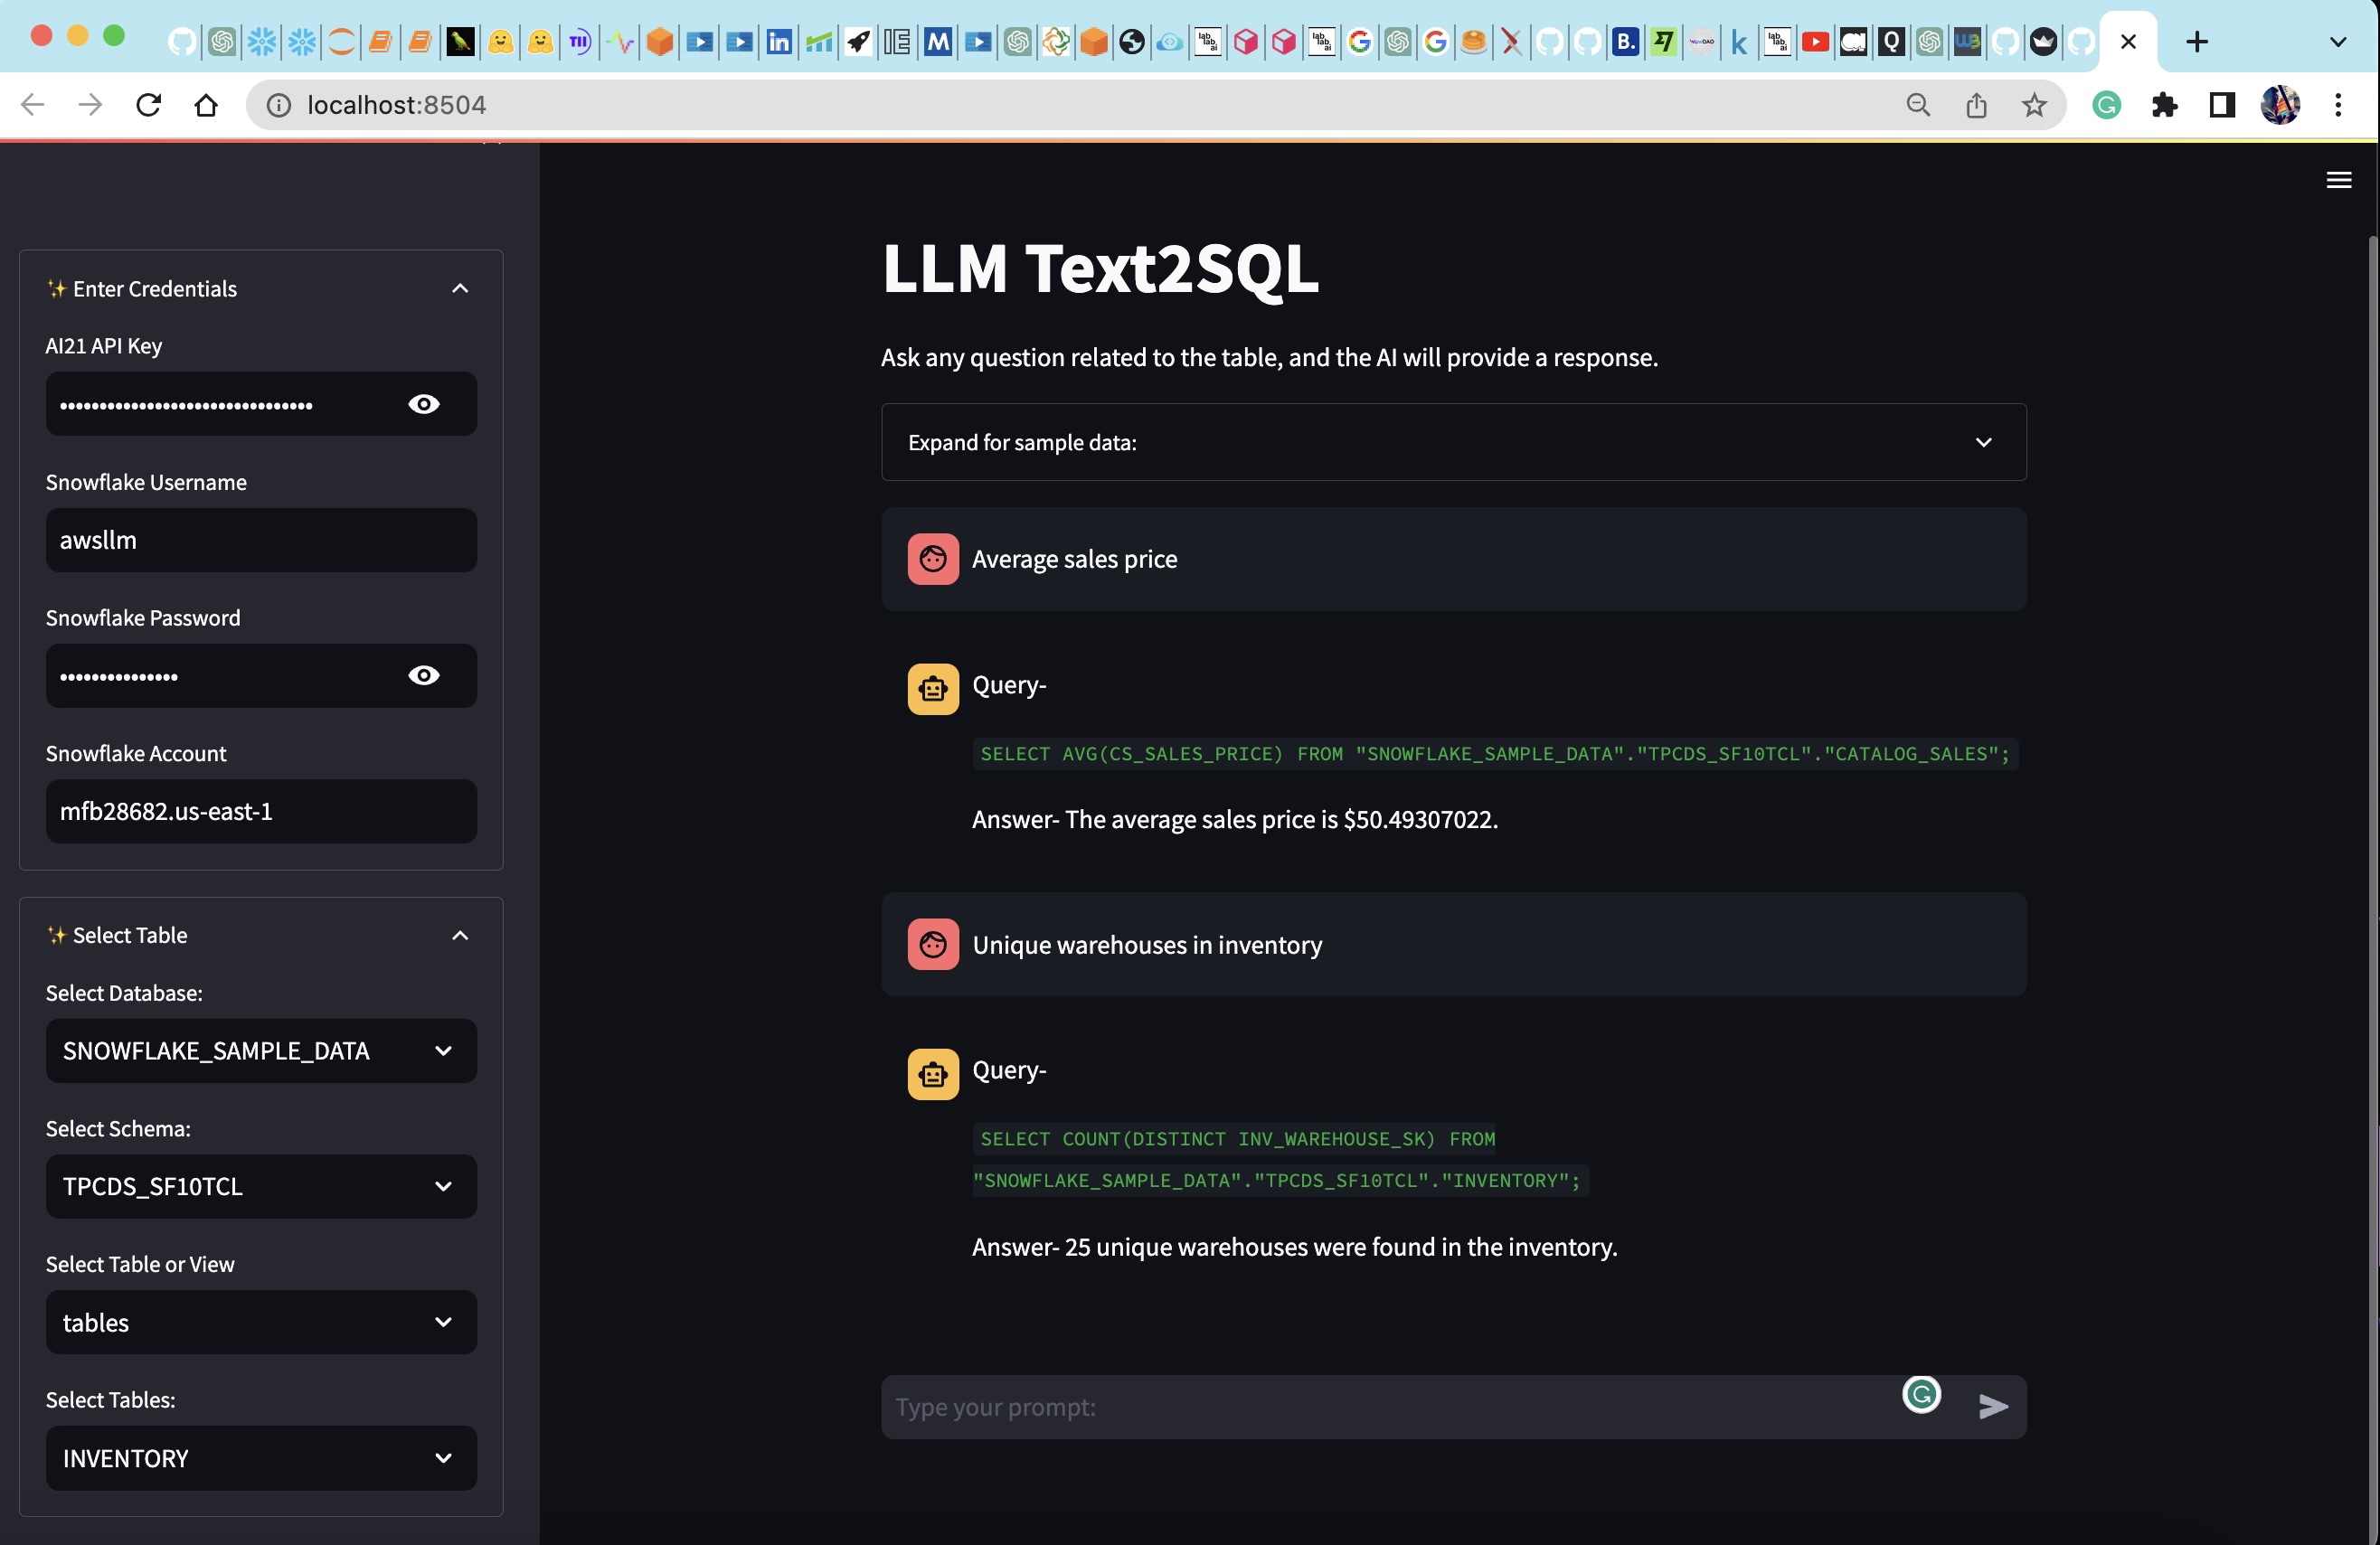 localhost:8504
✨ Enter Credentials
AI21 API Key
••••••••••••••••••••••••••••••••
Snowflake Username
awsllm
Snowflake Password
•••••••••••••••
Snowflake Account
mfb28682.us-east-1
✨ Select Table
Select Database:
SNOWFLAKE_SAMPLE_DATA
Select Schema:
TPCDS_SF10TCL
Select Table or View
tables
Select Tables:
INVENTORY
LLM Text2SQL
Ask any question related to the table, and the AI will provide a response.
Expand for sample data:
Average sales price
Query-
SELECT AVG(CS_SALES_PRICE) FROM "SNOWFLAKE_SAMPLE_DATA"."TPCDS_SF10TCL"."CATALOG_SALES";
Answer- The average sales price is $50.49307022.
Unique warehouses in inventory
Query-
SELECT COUNT(DISTINCT INV_WAREHOUSE_SK) FROM
"SNOWFLAKE_SAMPLE_DATA"."TPCDS_SF10TCL"."INVENTORY";
Answer- 25 unique warehouses were found in the inventory.
Type your prompt: